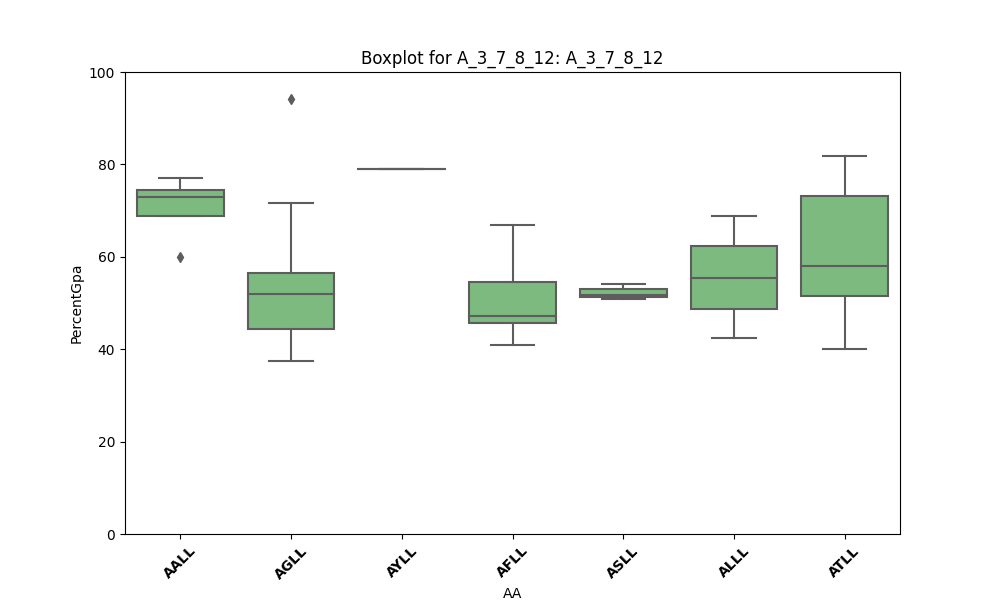 Boxplot for A_3_7_8_12: A_3_7_8_12
100
80
60
40
20
0
PercentGpa
AALL
AGLL
AYLL
AFLL
ASLL
ALLL
ATLL
AA